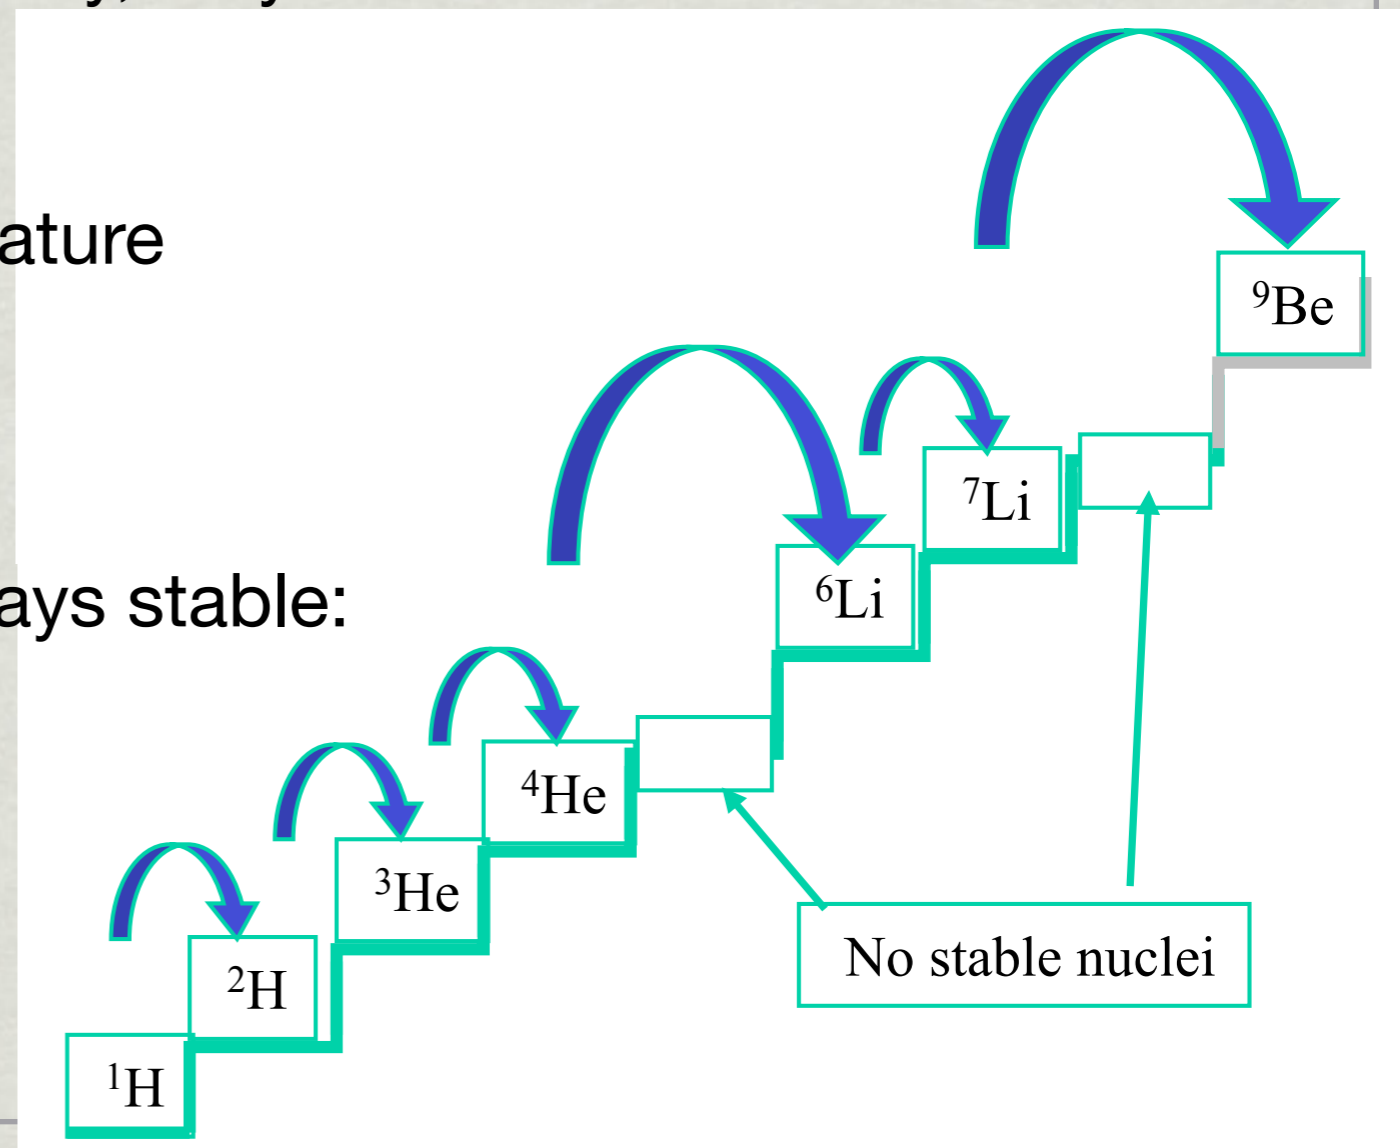 ature
⁹Be
⁷Li
ays stable:
⁶Li
⁴He
³He
No stable nuclei
²H
¹H